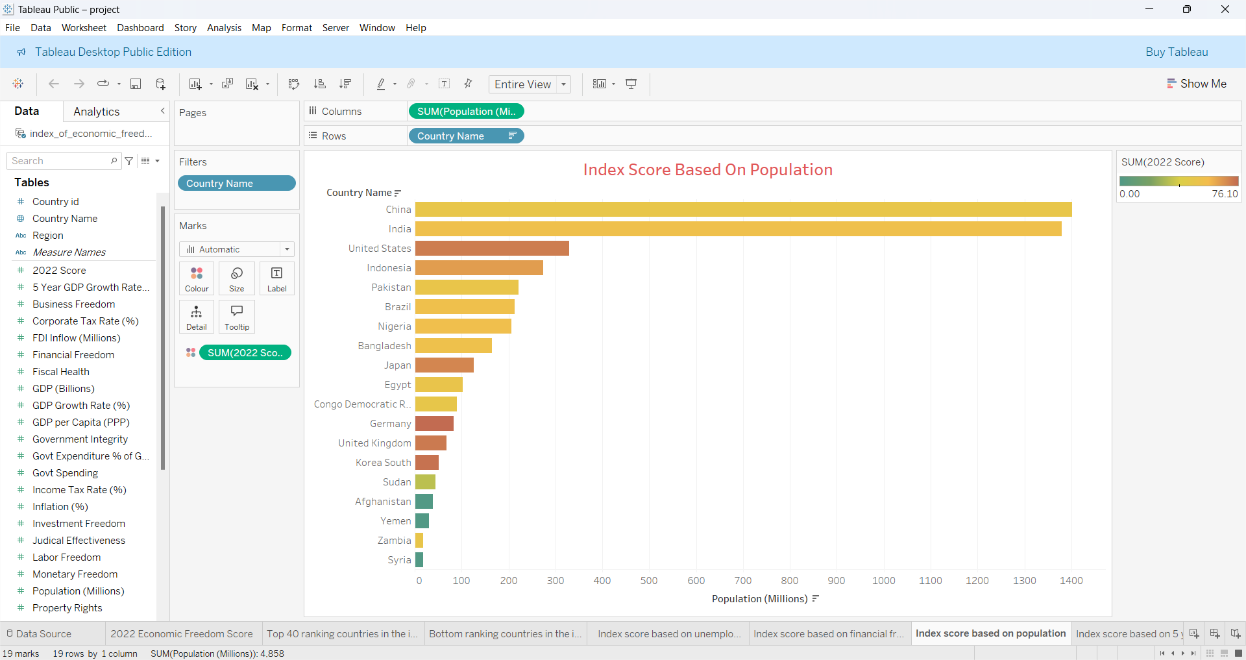 Tableau Public – project
File Data Worksheet Dashboard Story Analysis Map Format Server Window Help
Tableau Desktop Public Edition
Buy Tableau
Entire View
Show Me
Data
Analytics
index_of_economic_freed...
Search
Tables
Country id
Country Name
Abc Region
Abc Measure Names
2022 Score
5 Year GDP Growth Rate...
Business Freedom
Corporate Tax Rate (%)
FDI Inflow (Millions)
Financial Freedom
Fiscal Health
GDP (Billions)
GDP Growth Rate (%)
GDP per Capita (PPP)
Government Integrity
Govt Expenditure % of G...
Govt Spending
Income Tax Rate (%)
Inflation (%)
Investment Freedom
Judical Effectiveness
Labor Freedom
Monetary Freedom
Population (Millions)
Property Rights
Pages
Filters
Country Name
Marks
Automatic
Colour
Size
Label
Detail
Tooltip
SUM(2022 Sco..
Columns
SUM(Population (Mi..
Rows
Country Name
Index Score Based On Population
Country Name
China
India
United States
Indonesia
Pakistan
Brazil
Nigeria
Bangladesh
Japan
Egypt
Congo Democratic R..
Germany
United Kingdom
Korea South
Sudan
Afghanistan
Yemen
Zambia
Syria
0 100 200 300 400 500 600 700 800 900 1000 1100 1200 1300 1400
Population (Millions)
SUM(2022 Score)
0.00 76.10
Data Source
2022 Economic Freedom Score
Top 40 ranking countries in the i...
Bottom ranking countries in the i...
Index score based on unemplo...
Index score based on financial fr...
Index score based on population
Index score based on 5 y
19 marks 19 rows by 1 column SUM(Population (Millions)): 4,858